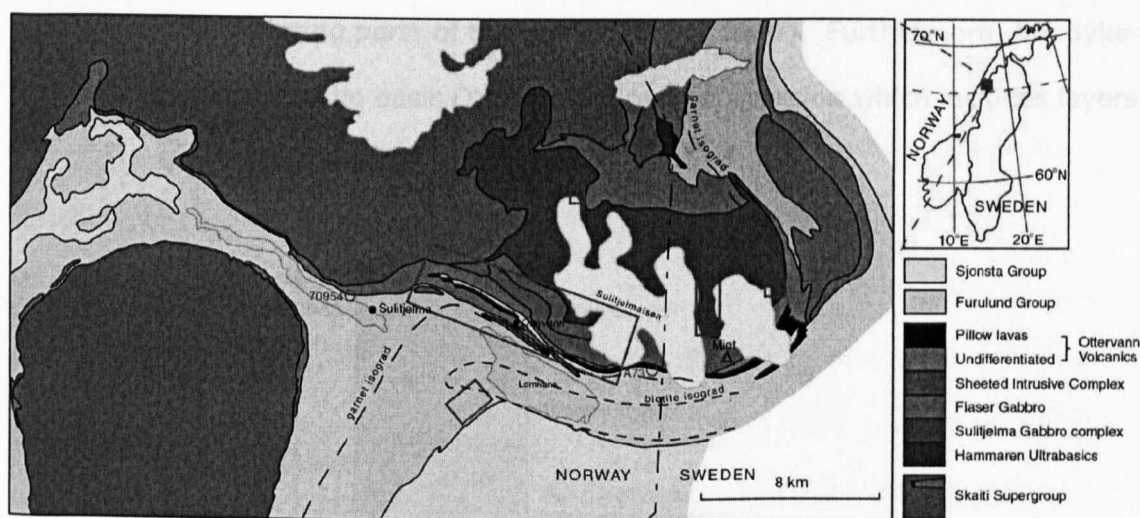 garnet isograd
70954
Sulitjelma
Sulitjelmaisen
Miet
A73
Lomivann
garnet isograd
biotite isograd
NORWAY
SWEDEN
8 km
70°N
NORWAY
60°N
SWEDEN
10°E
20°E
Sjonsta Group
Furulund Group
Pillow lavas
Undifferentiated
Ottervann
Volcanics
Sheeted Intrusive Complex
Flaser Gabbro
Sulitjelma Gabbro complex
Hammaren Ultrabasics
Skaiti Supergroup